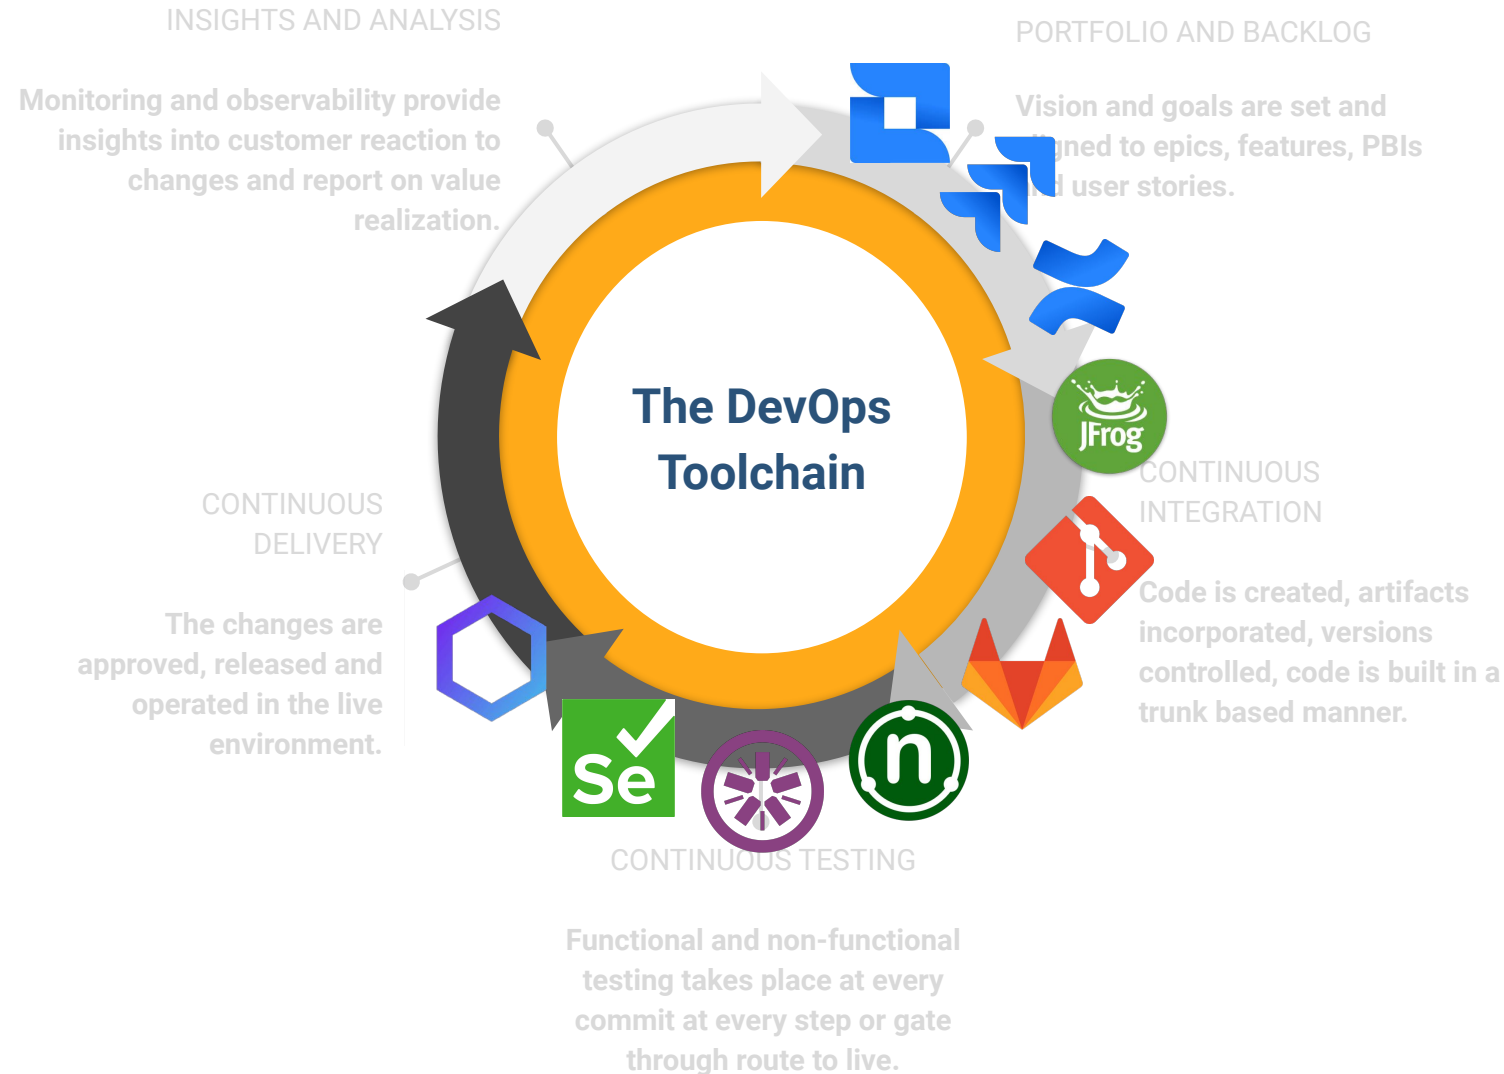 INSIGHTS AND ANALYSIS
Monitoring and observability provide
insights into customer reaction to
changes and report on value
realization.
PORTFOLIO AND BACKLOG
Vision and goals are set and
gned to epics, features, PBIs
user stories.
The DevOps
Toolchain
JFrog
CONTINUOUS
INTEGRATION
Code is created, artifacts
incorporated, versions
controlled, code is built in a
trunk based manner.
CONTINUOUS
DELIVERY
The changes are
approved, released and
operated in the live
environment.
Se
n
CONTINUOUS TESTING
Functional and non-functional
testing takes place at every
commit at every step or gate
through route to live.